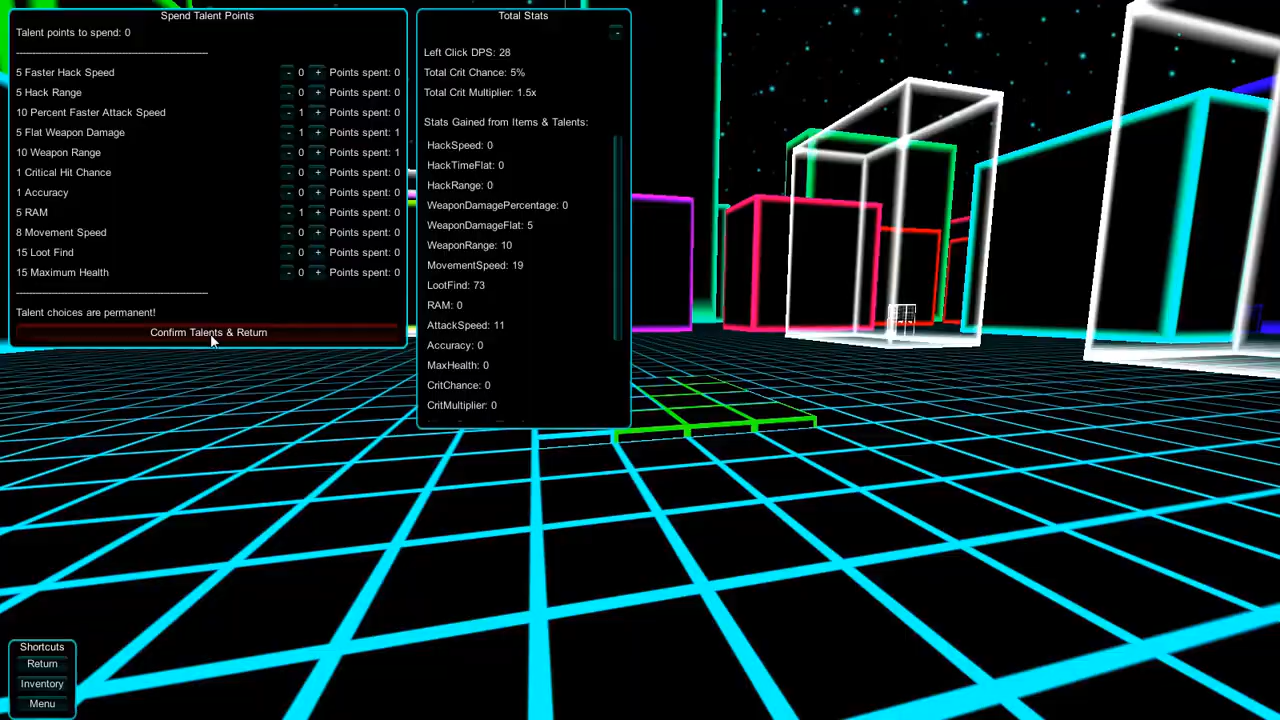 Spend Talent Points
Talent points to spend: 0
5 Faster Hack Speed - 0 + Points spent: 0
5 Hack Range - 0 + Points spent: 0
10 Percent Faster Attack Speed - 1 + Points spent: 0
5 Flat Weapon Damage - 1 + Points spent: 1
10 Weapon Range - 0 + Points spent: 1
1 Critical Hit Chance - 0 + Points spent: 0
1 Accuracy - 0 + Points spent: 0
5 RAM - 1 + Points spent: 0
8 Movement Speed - 0 + Points spent: 0
15 Loot Find - 0 + Points spent: 0
15 Maximum Health - 0 + Points spent: 0
Talent choices are permanent!
Confirm Talents & Return
Total Stats
-
Left Click DPS: 28
Total Crit Chance: 5%
Total Crit Multiplier: 1.5x
Stats Gained from Items & Talents:
HackSpeed: 0
HackTimeFlat: 0
HackRange: 0
WeaponDamagePercentage: 0
WeaponDamageFlat: 5
WeaponRange: 10
MovementSpeed: 19
LootFind: 73
RAM: 0
AttackSpeed: 11
Accuracy: 0
MaxHealth: 0
CritChance: 0
CritMultiplier: 0
Shortcuts
Return
Inventory
Menu